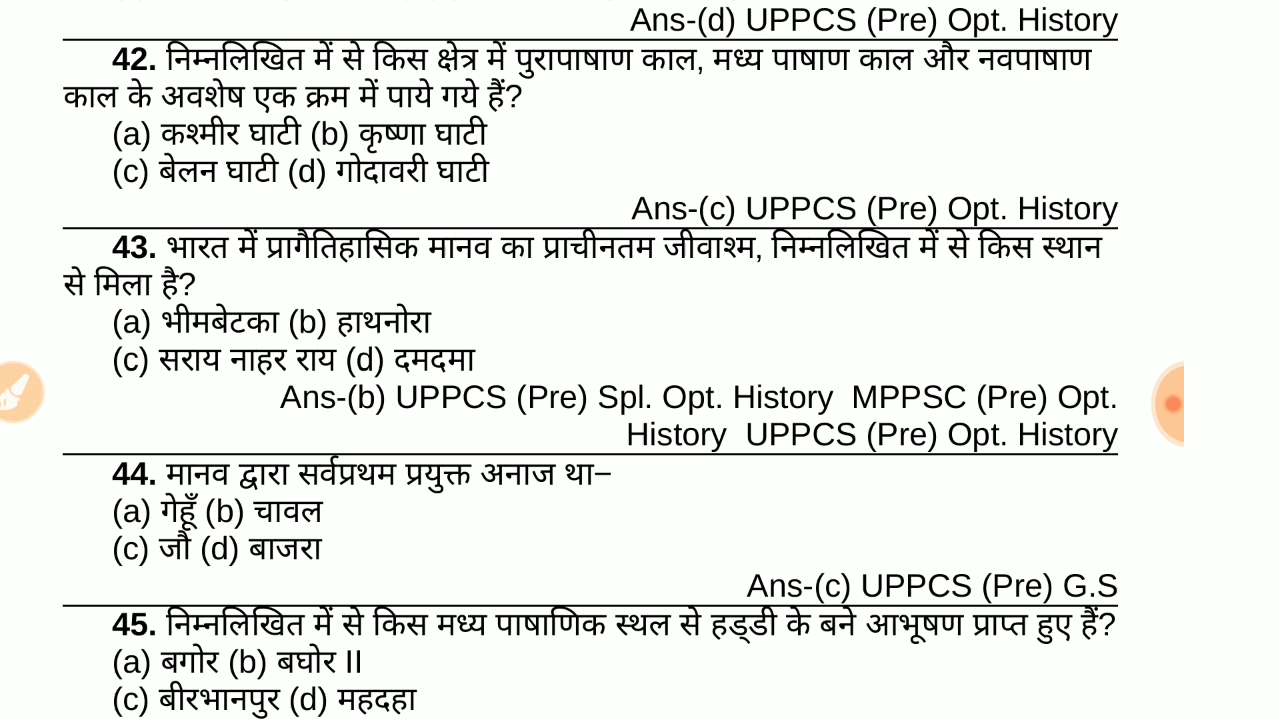 Ans-(d) UPPCS (Pre) Opt. History
42. निम्नलिखित में से किस क्षेत्र में पुरापाषाण काल, मध्य पाषाण काल और नवपाषाण
काल के अवशेष एक क्रम में पाये गये हैं?
(a) कश्मीर घाटी (b) कृष्णा घाटी
(c) बेलन घाटी (d) गोदावरी घाटी
Ans-(c) UPPCS (Pre) Opt. History
43. भारत में प्रागैतिहासिक मानव का प्राचीनतम जीवाश्म, निम्नलिखित में से किस स्थान
से मिला है?
(a) भीमबेटका (b) हाथनोरा
(c) सराय नाहर राय (d) दमदमा
Ans-(b) UPPCS (Pre) Spl. Opt. History  MPPSC (Pre) Opt.
History  UPPCS (Pre) Opt. History
44. मानव द्वारा सर्वप्रथम प्रयुक्त अनाज था–
(a) गेहूँ (b) चावल
(c) जौ (d) बाजरा
Ans-(c) UPPCS (Pre) G.S
45. निम्नलिखित में से किस मध्य पाषाणिक स्थल से हड्डी के बने आभूषण प्राप्त हुए हैं?
(a) बगोर (b) बघोर II
(c) बीरभानपुर (d) महदहा